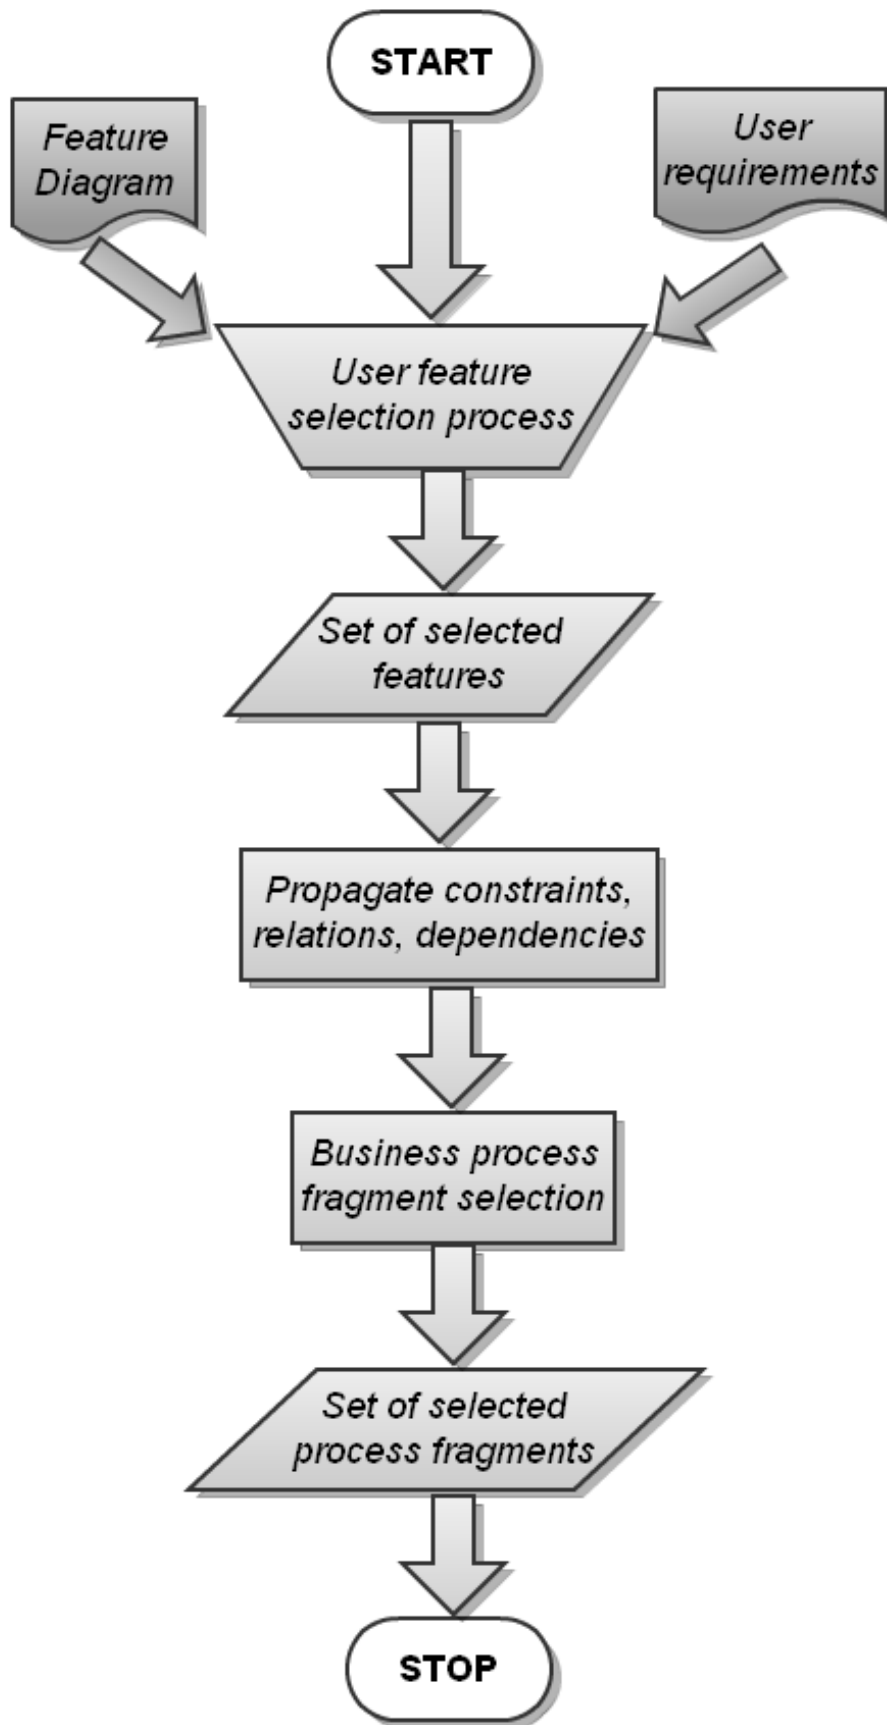 START
Feature
Diagram
User
requirements
User feature
selection process
Set of selected
features
Propagate constraints,
relations, dependencies
Business process
fragment selection
Set of selected
process fragments
STOP